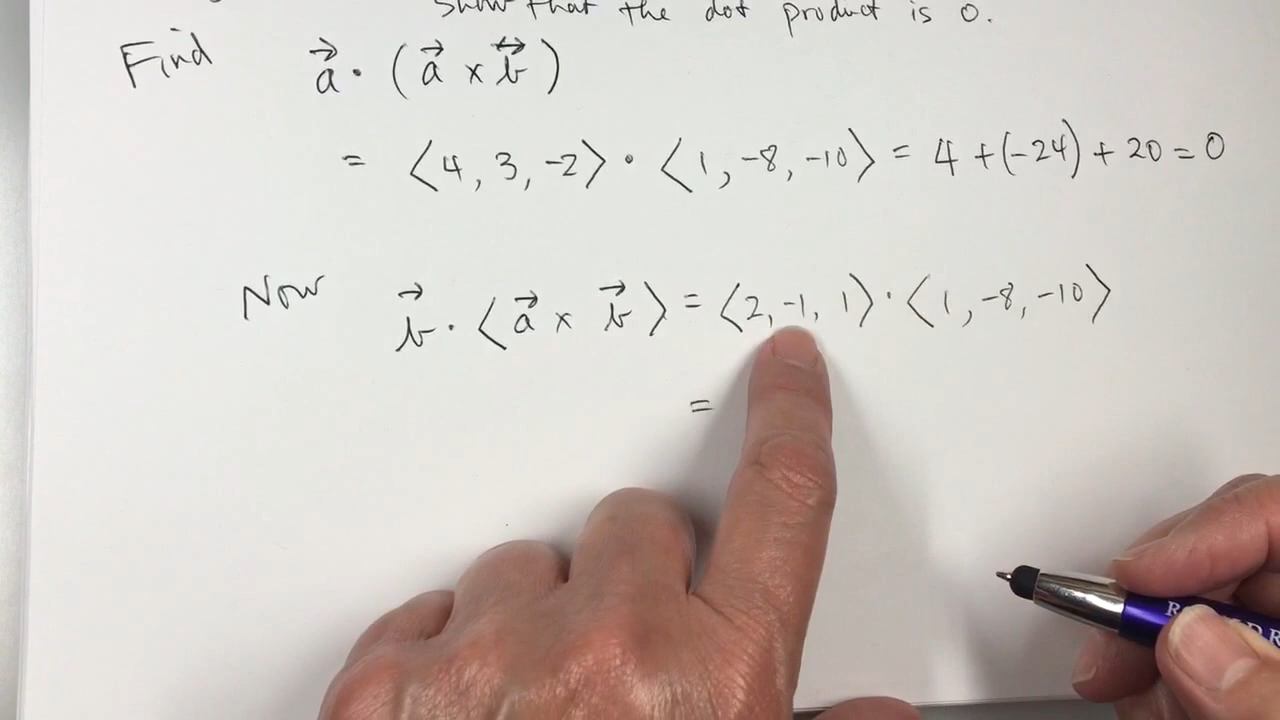 show that the dot product is 0.
Find a⃗ · (a⃗ × b⃡)
= ⟨4, 3, -2⟩ · ⟨1, -8, -10⟩ = 4 + (-24) + 20 = 0
Now b⃗ · ⟨a⃗ × b⃗⟩ = ⟨2, -1, 1⟩ · ⟨1, -8, -10⟩
=